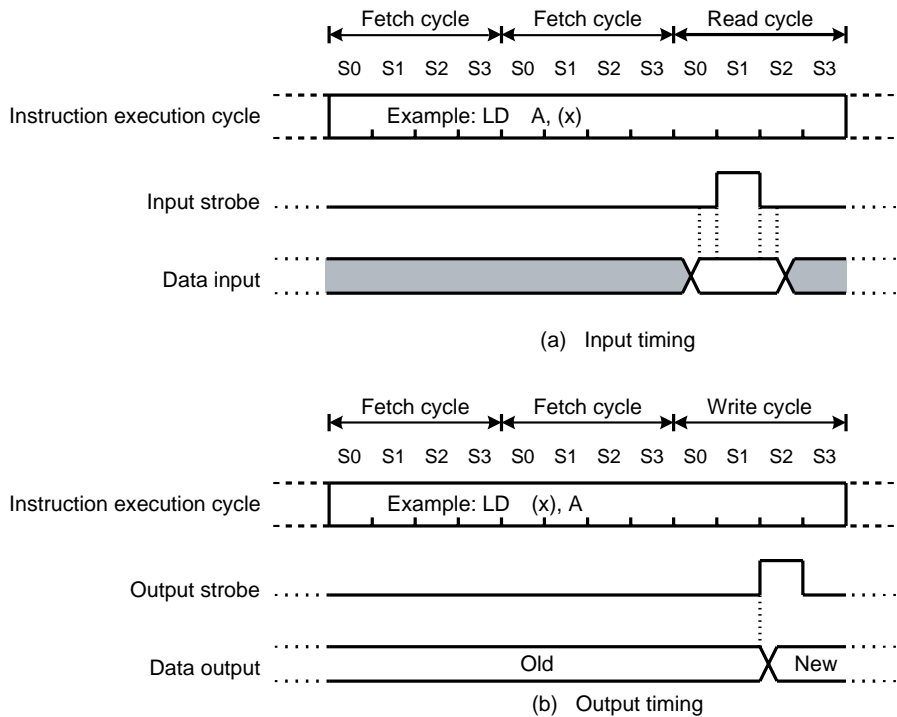 Fetch cycle Fetch cycle Read cycle
S0 S1 S2 S3 S0 S1 S2 S3 S0 S1 S2 S3
Instruction execution cycle Example: LD A, (x)
Input strobe
Data input
(a) Input timing
Fetch cycle Fetch cycle Write cycle
S0 S1 S2 S3 S0 S1 S2 S3 S0 S1 S2 S3
Instruction execution cycle Example: LD (x), A
Output strobe
Data output Old New
(b) Output timing